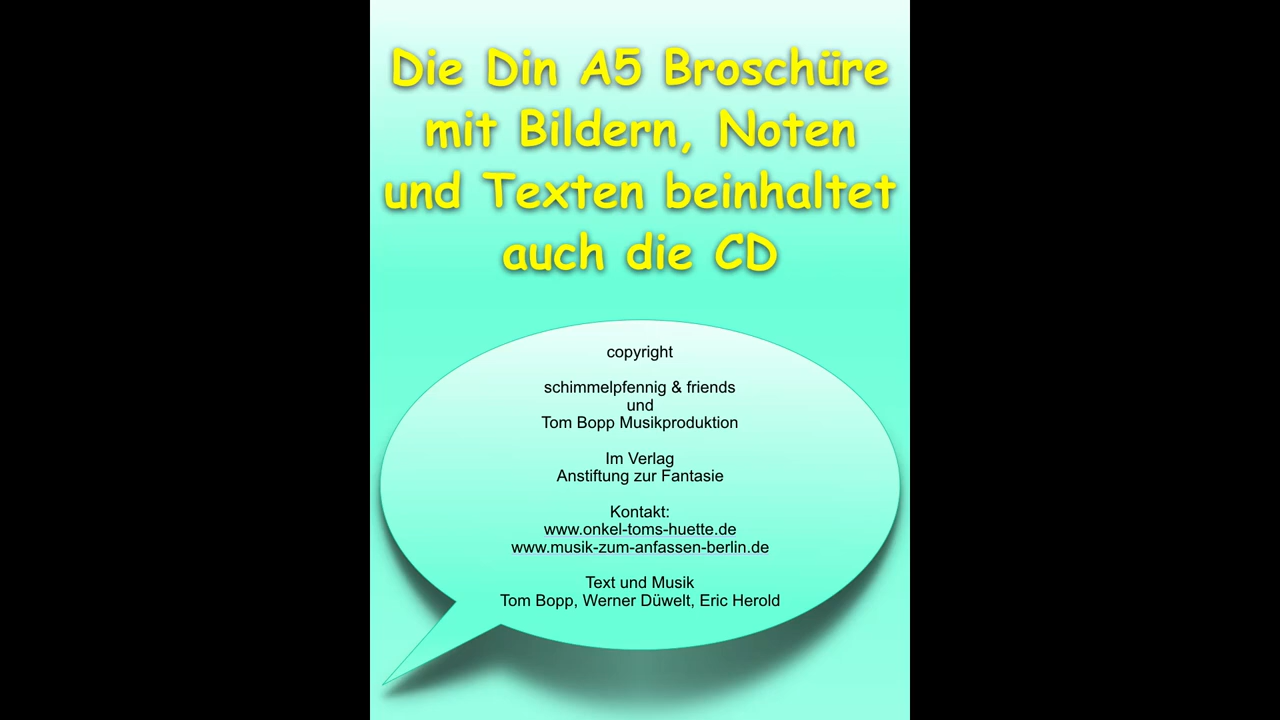 Die Din A5 Broschüre
mit Bildern, Noten
und Texten beinhaltet
auch die CD
copyright
schimmelpfennig & friends
und
Tom Bopp Musikproduktion
Im Verlag
Anstiftung zur Fantasie
Kontakt:
www.onkel-toms-huette.de
www.musik-zum-anfassen-berlin.de
Text und Musik
Tom Bopp, Werner Düwelt, Eric Herold